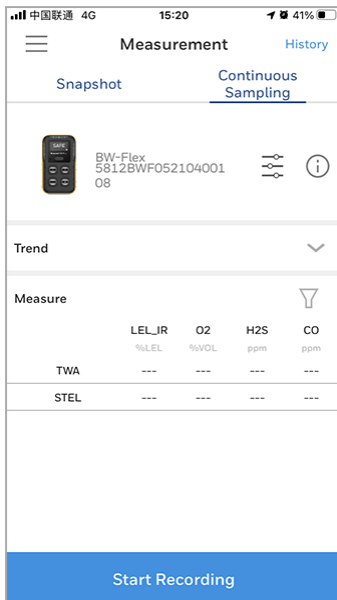 中国联通 4G 15:20 41%
Measurement History
Snapshot Continuous Sampling
BW-Flex
5812BWF052104001
08
SAFE
Trend
Measure
LEL_IR O2 H2S CO
%LEL %VOL ppm ppm
TWA --- --- --- ---
STEL --- --- --- ---
Start Recording